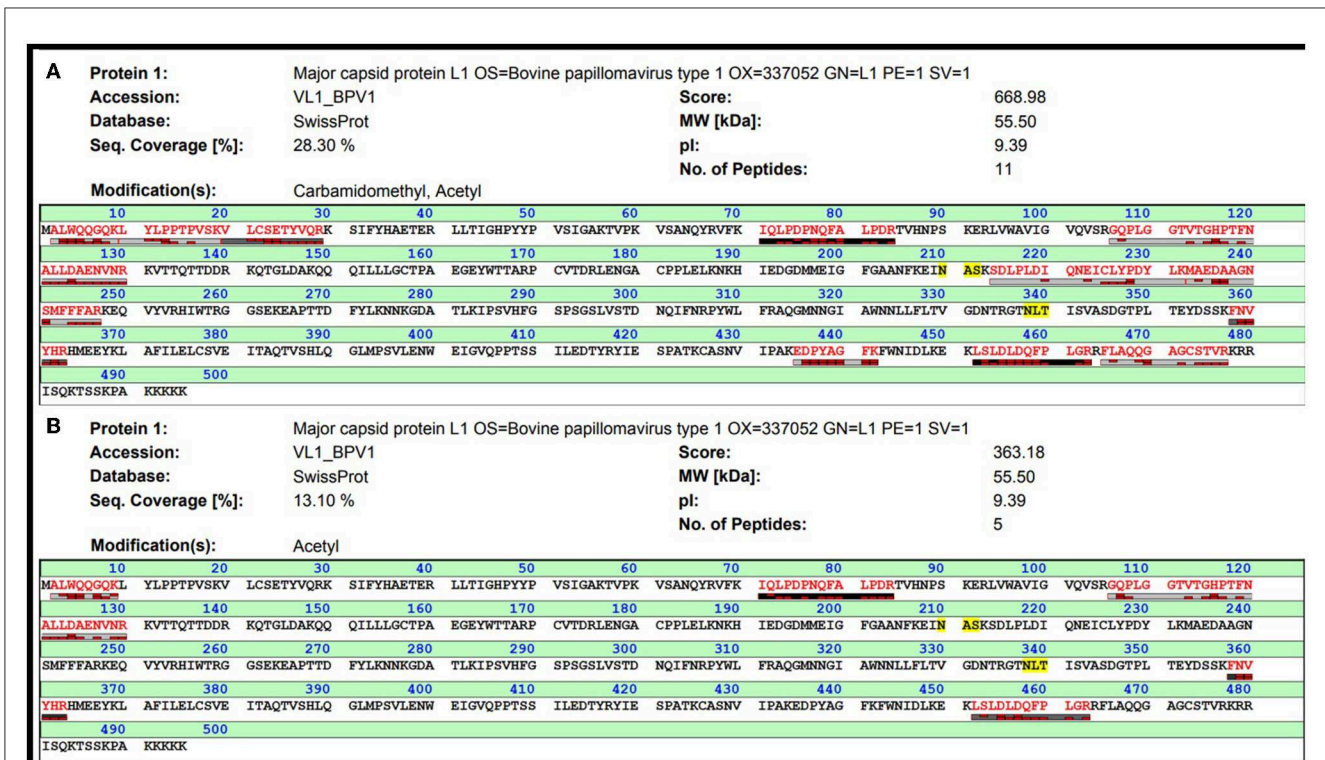 A
Protein 1: Major capsid protein L1 OS=Bovine papillomavirus type 1 OX=337052 GN=L1 PE=1 SV=1
Accession: VL1_BPV1 Score: 668.98
Database: SwissProt MW [kDa]: 55.50
Seq. Coverage [%]: 28.30 % pI: 9.39
No. of Peptides: 11
Modification(s): Carbamidomethyl, Acetyl
10 20 30 40 50 60 70 80 90 100 110 120
MALWQQGQKL YLPPTPVSKV LCSETYVQRK SIFYHAETER LLTIGHPYYP VSIGAKTVPK VSANQYRVFK IQLPDPNQFA LPDRTVHNPS KERLVWAVIG VQVSRGQPLG GTVTGHPTFN
130 140 150 160 170 180 190 200 210 220 230 240
ALLDAENVNR KVTTQTTDDR KQTGLDAKQQ QILLLGCTPA EGEYWTTARP CVTDRLENGA CPPLELKNKH IEDGDMMEIG FGAANFKEIN ASKSDLPLDI QNEICLYPDY LKMAEDAAGN
250 260 270 280 290 300 310 320 330 340 350 360
SMFFFARKEQ VYVRHIWTRG GSEKEAPTTD FYLKNNKGDA TLKIPSVHFG SPSGSLVSTD NQIFNRPYWL FRAQGMNNGI AWNNLLFLTV GDNTRGTNLT ISVASDGTPL TEYDSSKFNV
370 380 390 400 410 420 430 440 450 460 470 480
YHRHMEEYKL AFILELCSVE ITAQTVSHLQ GLMPSVLENW EIGVQPPTSS ILEDTYRYIE SPATKCASNV IPAKEDPYAG FKFWNIDLKE KLSLDLDQFP LGRRFLAQQG AGCSTVRKRR
490 500
ISQKTSSKPA KKKKK
B
Protein 1: Major capsid protein L1 OS=Bovine papillomavirus type 1 OX=337052 GN=L1 PE=1 SV=1
Accession: VL1_BPV1 Score: 363.18
Database: SwissProt MW [kDa]: 55.50
Seq. Coverage [%]: 13.10 % pI: 9.39
No. of Peptides: 5
Modification(s): Acetyl
10 20 30 40 50 60 70 80 90 100 110 120
MALWQQGQKL YLPPTPVSKV LCSETYVQRK SIFYHAETER LLTIGHPYYP VSIGAKTVPK VSANQYRVFK IQLPDPNQFA LPDRTVHNPS KERLVWAVIG VQVSRGQPLG GTVTGHPTFN
130 140 150 160 170 180 190 200 210 220 230 240
ALLDAENVNR KVTTQTTDDR KQTGLDAKQQ QILLLGCTPA EGEYWTTARP CVTDRLENGA CPPLELKNKH IEDGDMMEIG FGAANFKEIN ASKSDLPLDI QNEICLYPDY LKMAEDAAGN
250 260 270 280 290 300 310 320 330 340 350 360
SMFFFARKEQ VYVRHIWTRG GSEKEAPTTD FYLKNNKGDA TLKIPSVHFG SPSGSLVSTD NQIFNRPYWL FRAQGMNNGI AWNNLLFLTV GDNTRGTNLT ISVASDGTPL TEYDSSKFNV
370 380 390 400 410 420 430 440 450 460 470 480
YHRHMEEYKL AFILELCSVE ITAQTVSHLQ GLMPSVLENW EIGVQPPTSS ILEDTYRYIE SPATKCASNV IPAKEDPYAG FKFWNIDLKE KLSLDLDQFP LGRRFLAQQG AGCSTVRKRR
490 500
ISQKTSSKPA KKKKK